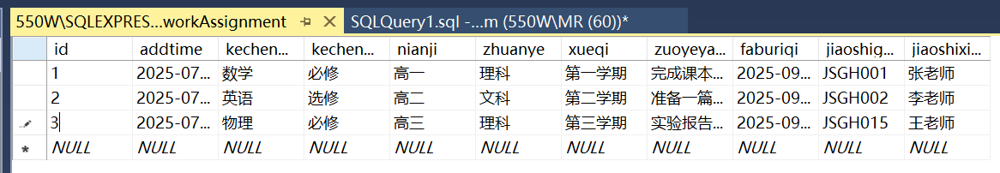 550W\SQLEXPRES...workAssignment SQLQuery1.sql -...m (550W\MR (60))*
id addtime kechen... kechen... nianji zhuanye xueqi zuoyeya... faburiqi jiaoshig... jiaoshixi...
1 2025-07... 数学 必修 高一 理科 第一学期 完成课本... 2025-09... JSGH001 张老师
2 2025-07... 英语 选修 高二 文科 第二学期 准备一篇... 2025-09... JSGH002 李老师
3 2025-07... 物理 必修 高三 理科 第三学期 实验报告... 2025-09... JSGH015 王老师
NULL NULL NULL NULL NULL NULL NULL NULL NULL NULL NULL